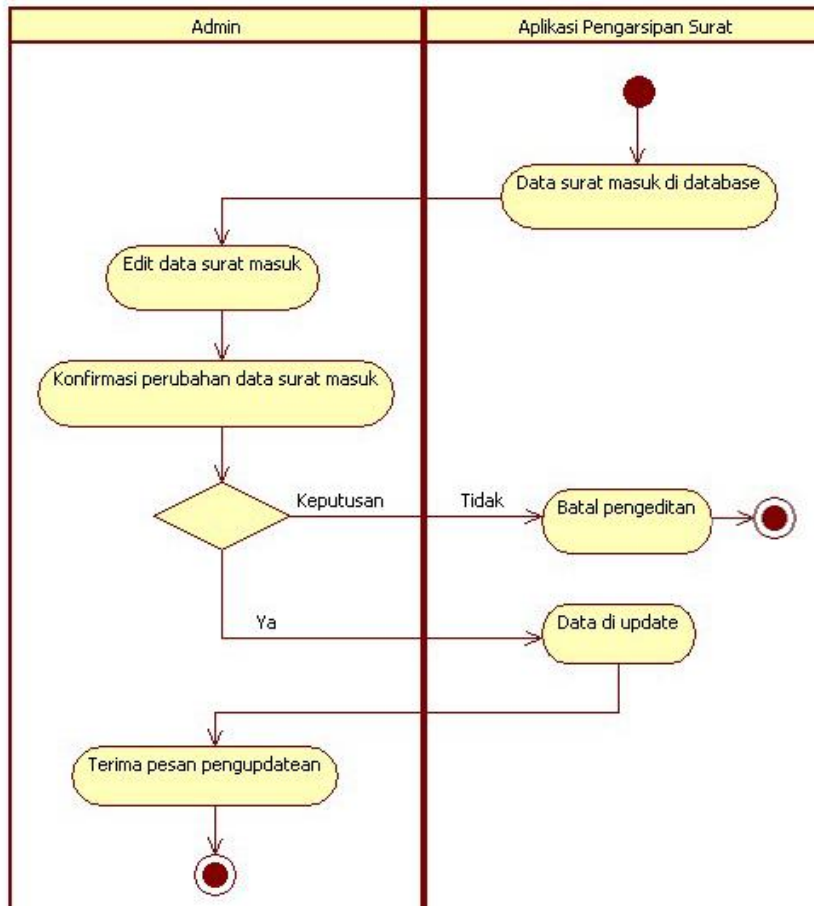 Admin
Aplikasi Pengarsipan Surat
Data surat masuk di database
Edit data surat masuk
Konfirmasi perubahan data surat masuk
Keputusan
Tidak
Batal pengeditan
Ya
Data di update
Terima pesan pengupdatean